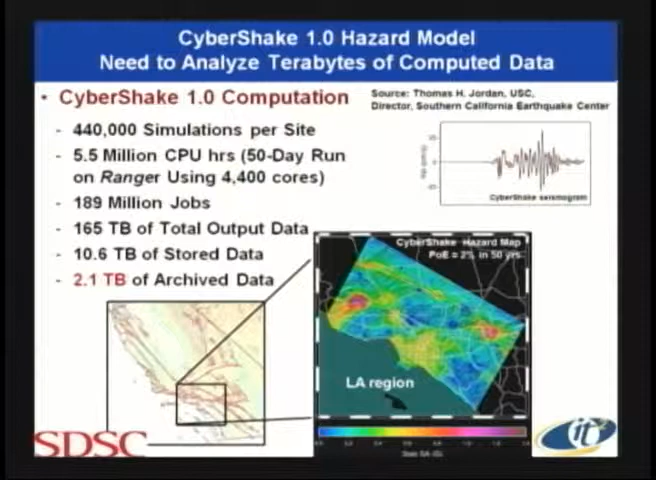 CyberShake 1.0 Hazard Model
Need to Analyze Terabytes of Computed Data
• CyberShake 1.0 Computation
- 440,000 Simulations per Site
- 5.5 Million CPU hrs (50-Day Run
on Ranger Using 4,400 cores)
- 189 Million Jobs
- 165 TB of Total Output Data
- 10.6 TB of Stored Data
- 2.1 TB of Archived Data
Source: Thomas H. Jordan, USC,
Director, Southern California Earthquake Center
CyberShake seismogram
CyberShake Hazard Map
PoE = 2% in 50 yrs
LA region
SDSC